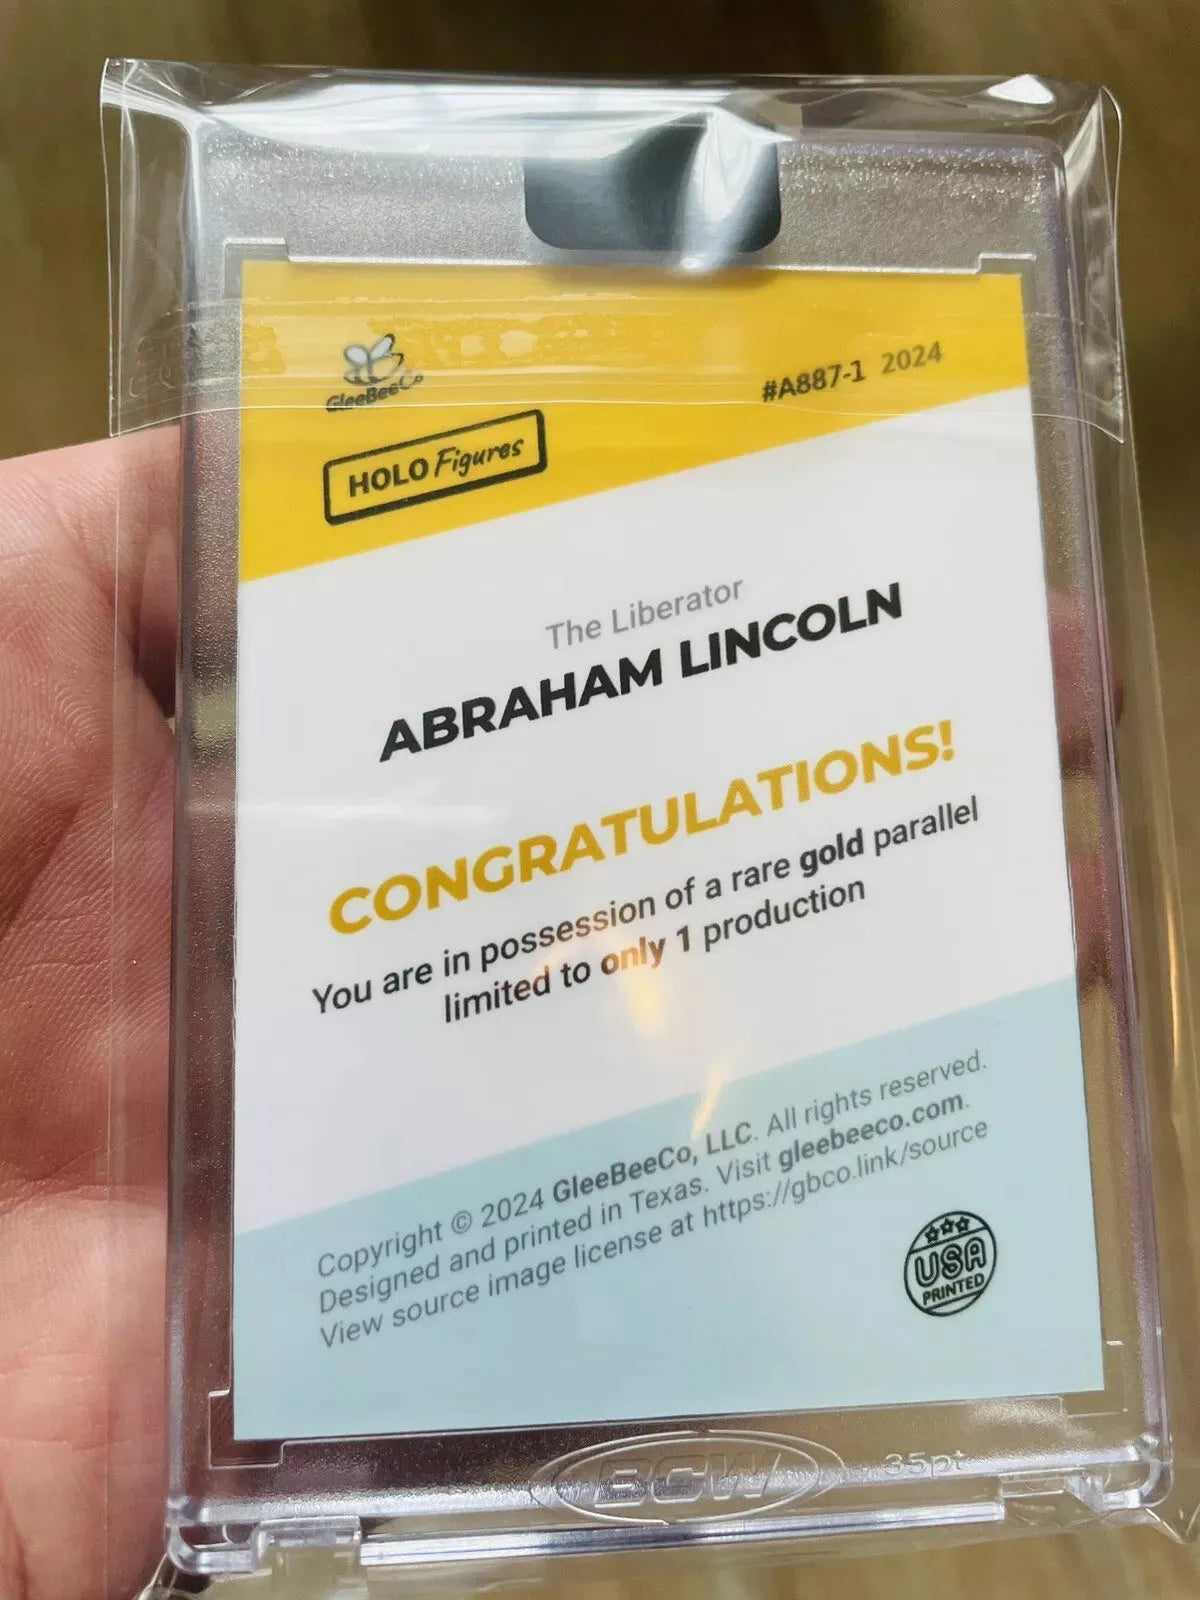 GleeBeeCo
#A887-1 2024
HOLO Figures
The Liberator
ABRAHAM LINCOLN
CONGRATULATIONS!
You are in possession of a rare gold parallel
limited to only 1 production
Copyright © 2024 GleeBeeCo, LLC. All rights reserved.
Designed and printed in Texas. Visit gleebeeco.com.
View source image license at https://gbco.link/source
USA
PRINTED
BCW
35pt